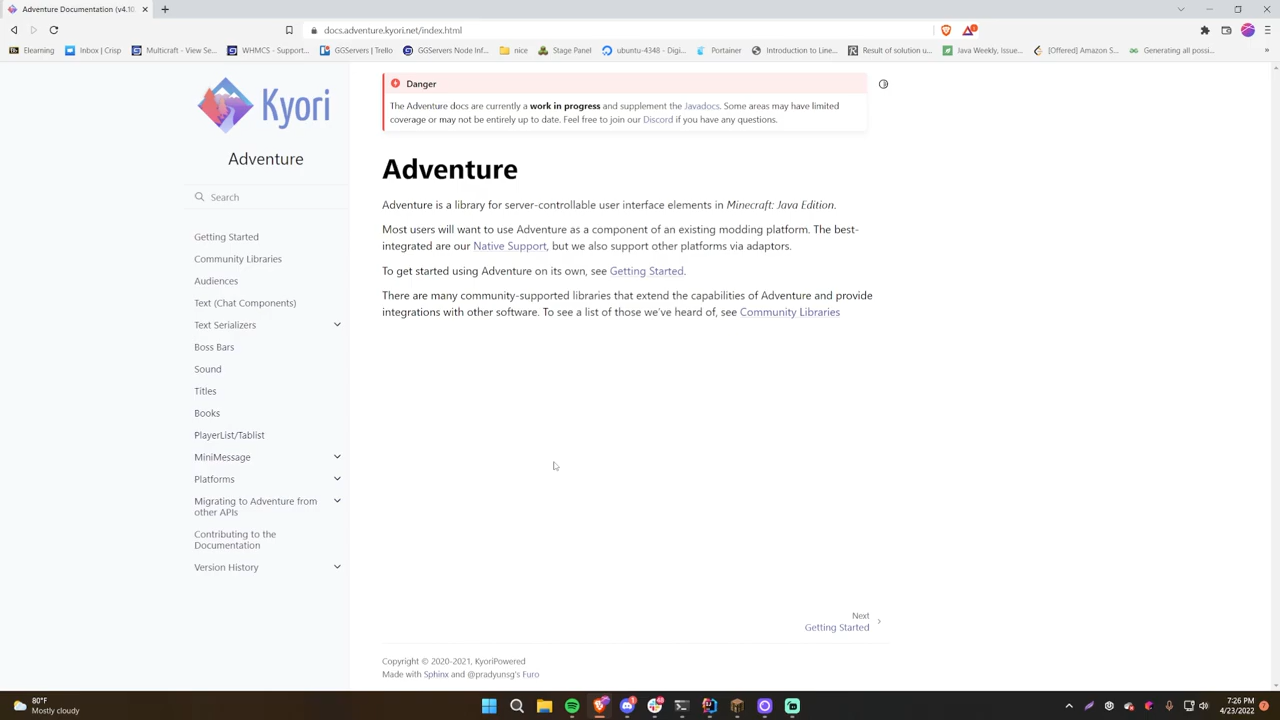 Adventure Documentation (v4.10.
docs.adventure.kyori.net/index.html
Elearning
Inbox | Crisp
Multicraft - View Se...
WHMCS - Support...
GGServers | Trello
GGServers Node Inf...
nice
Stage Panel
ubuntu-4348 - Digi...
Portainer
Introduction to Line...
Result of solution u...
Java Weekly, Issue...
[Offered] Amazon S...
Generating all possi...
»
Kyori
Adventure
Search
Getting Started
Community Libraries
Audiences
Text (Chat Components)
Text Serializers
Boss Bars
Sound
Titles
Books
PlayerList/Tablist
MiniMessage
Platforms
Migrating to Adventure from
other APIs
Contributing to the
Documentation
Version History
Danger
The Adventure docs are currently a work in progress and supplement the Javadocs. Some areas may have limited
coverage or may not be entirely up to date. Feel free to join our Discord if you have any questions.
Adventure
Adventure is a library for server-controllable user interface elements in Minecraft: Java Edition.
Most users will want to use Adventure as a component of an existing modding platform. The best-
integrated are our Native Support, but we also support other platforms via adaptors.
To get started using Adventure on its own, see Getting Started.
There are many community-supported libraries that extend the capabilities of Adventure and provide
integrations with other software. To see a list of those we've heard of, see Community Libraries
Next
Getting Started
Copyright © 2020-2021, KyoriPowered
Made with Sphinx and @pradyunsg's Furo
80°F
Mostly cloudy
7:26 PM
4/23/2022